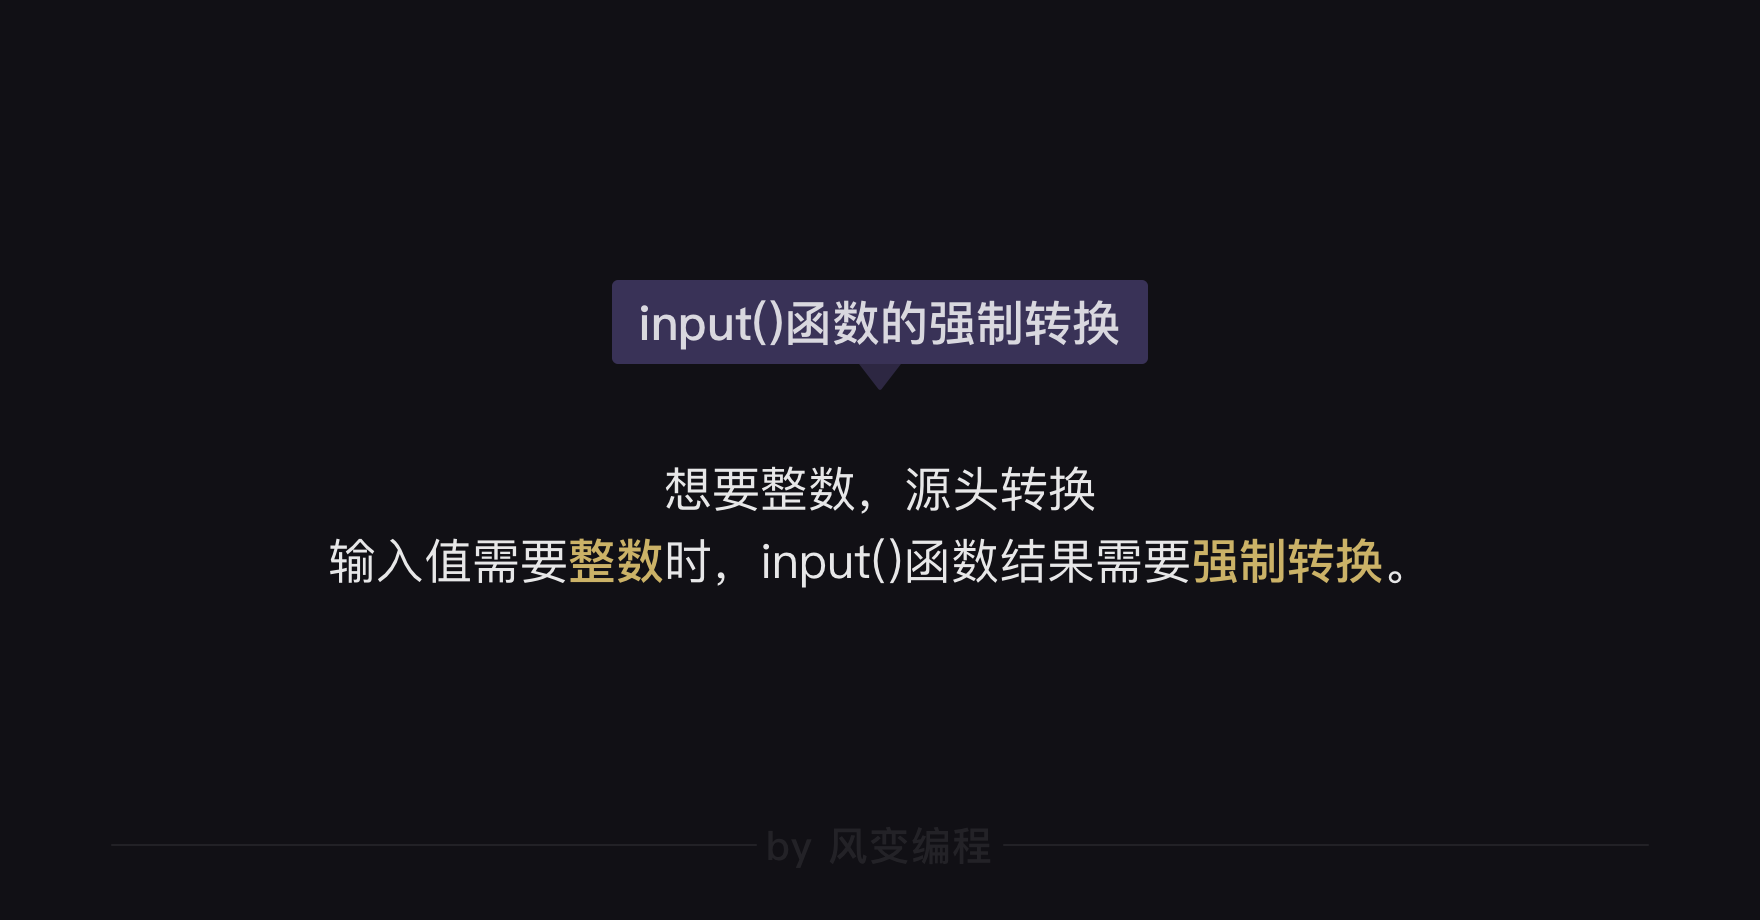 input()函数的强制转换
想要整数，源头转换
输入值需要整数时，input()函数结果需要强制转换。
by 风变编程